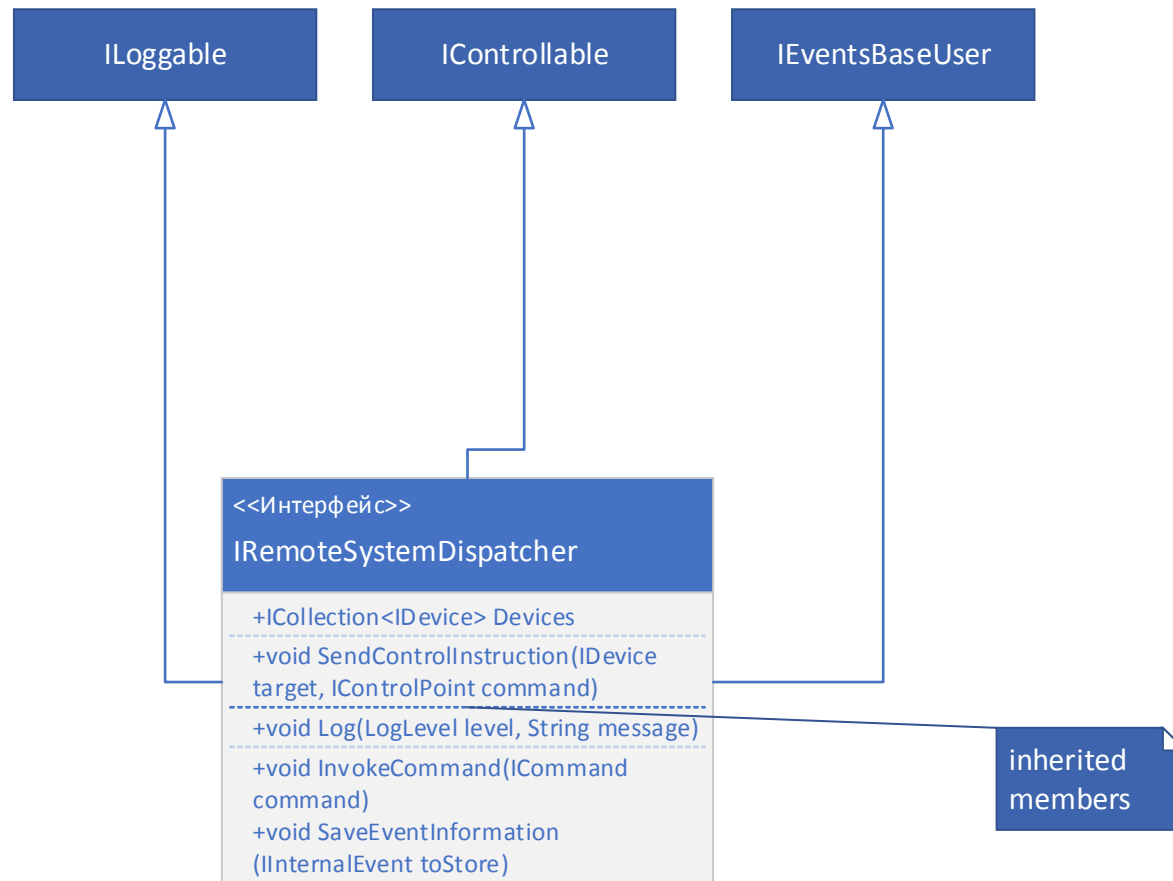 ILoggable
IControllable
IEventsBaseUser
<<Интерфейс>>
IRemoteSystemDispatcher
+ICollection<IDevice> Devices
+void SendControlInstruction(IDevice
target, IControlPoint command)
+void Log(LogLevel level, String message)
+void InvokeCommand(ICommand
command)
+void SaveEventInformation
(IInternalEvent toStore)
inherited
members